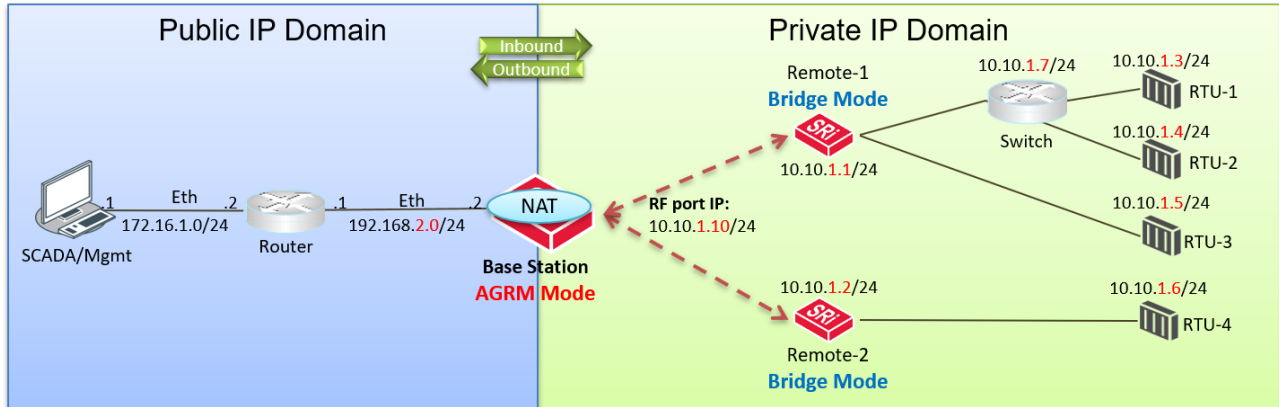 Public IP Domain
Private IP Domain
Inbound
Outbound
Remote-1
Bridge Mode
SRi
10.10.1.1/24
10.10.1.7/24
Switch
10.10.1.3/24
RTU-1
10.10.1.4/24
RTU-2
10.10.1.5/24
RTU-3
SCADA/Mgmt
.1
Eth
.2
172.16.1.0/24
Router
.1
Eth
.2
192.168.2.0/24
NAT
Base Station
AGRM Mode
RF port IP:
10.10.1.10/24
10.10.1.2/24
SRi
Remote-2
Bridge Mode
10.10.1.6/24
RTU-4